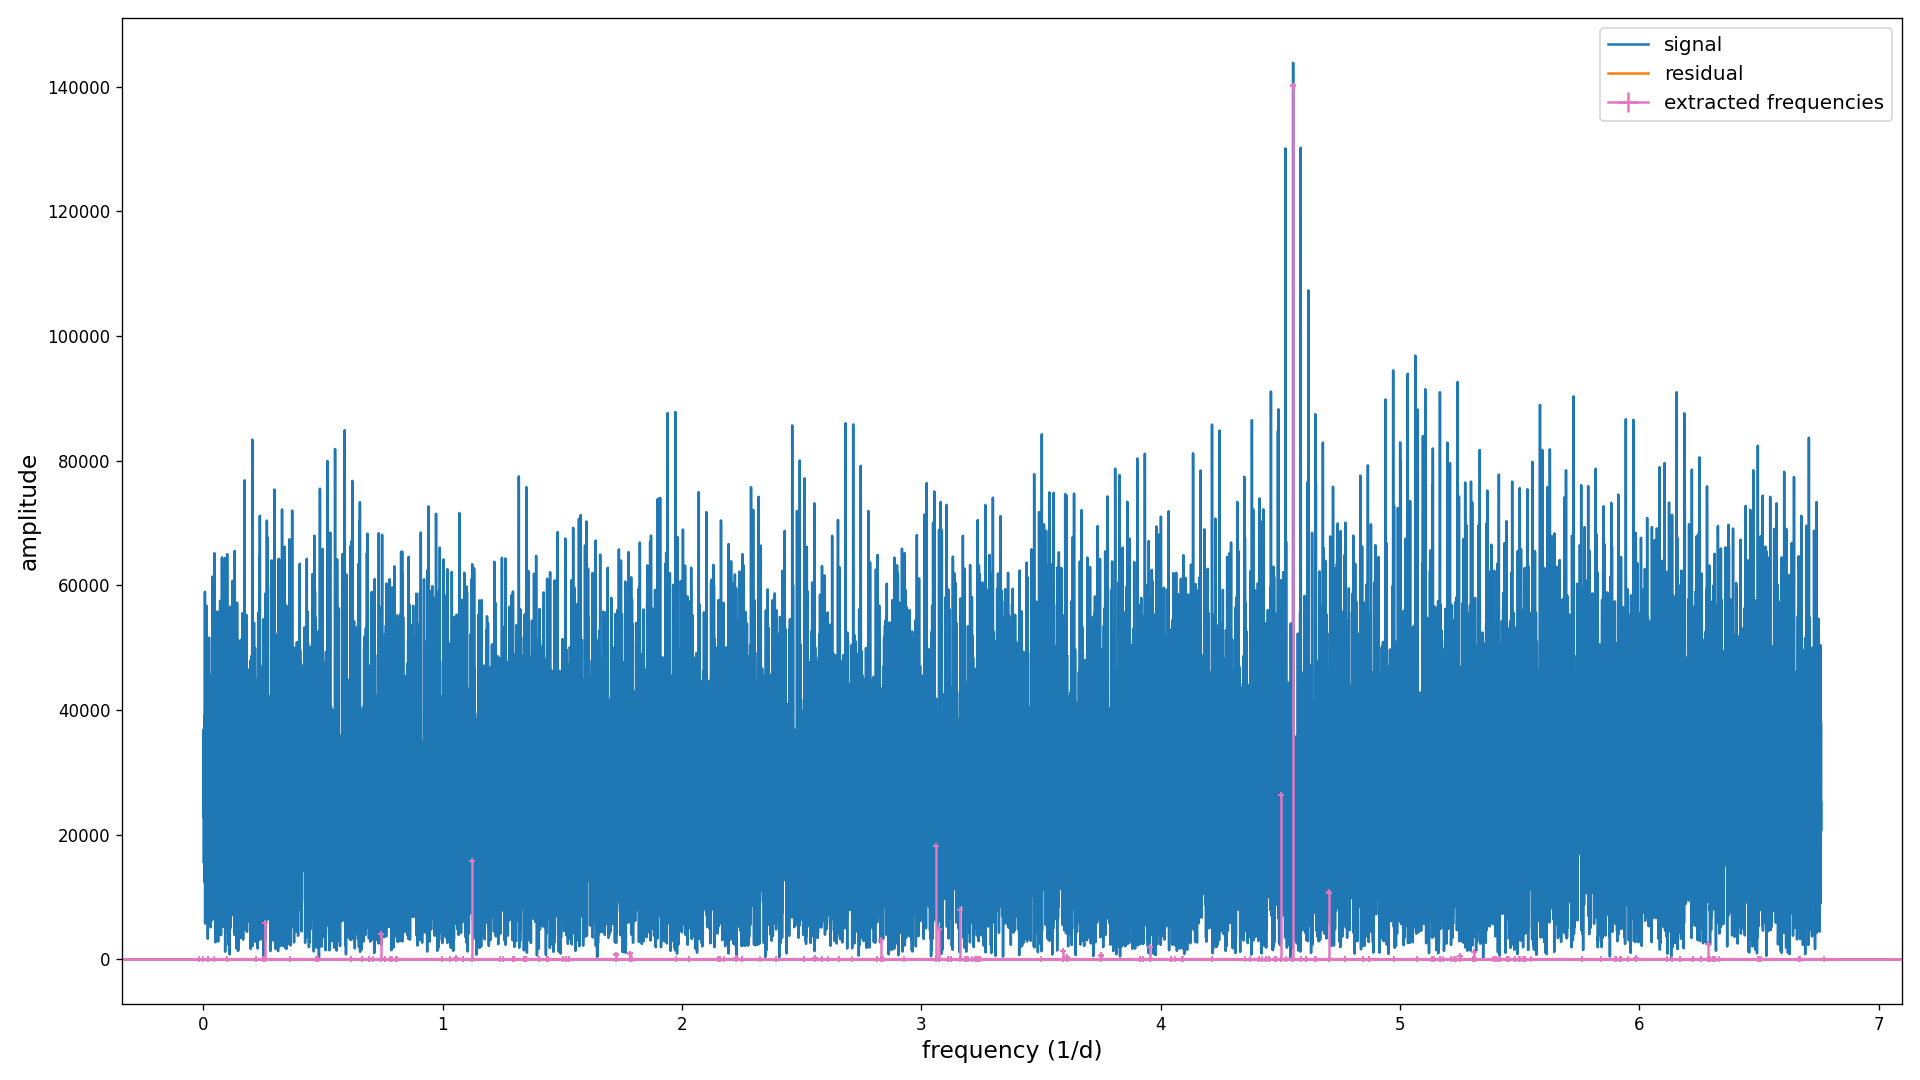 signal
residual
extracted frequencies
140000
120000
100000
80000
60000
40000
20000
0
amplitude
0 1 2 3 4 5 6 7
frequency (1/d)